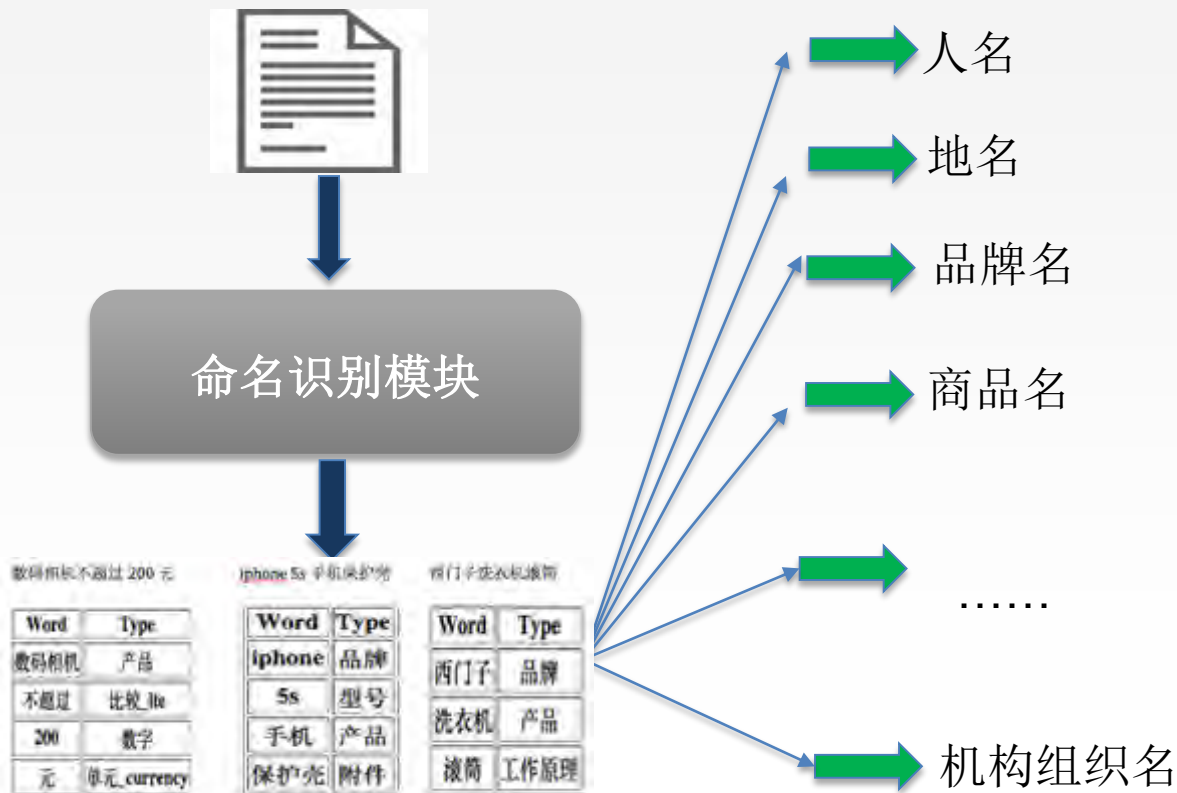 命名识别模块
数码相机不超过 200 元
Word Type
数码相机 产品
不超过 比较_lte
200 数字
元 单元_currency
iphone 5s 手机保护壳
Word Type
iphone 品牌
5s 型号
手机 产品
保护壳 附件
西门子洗衣机滚筒
Word Type
西门子 品牌
洗衣机 产品
滚筒 工作原理
人名
地名
品牌名
商品名
……
机构组织名